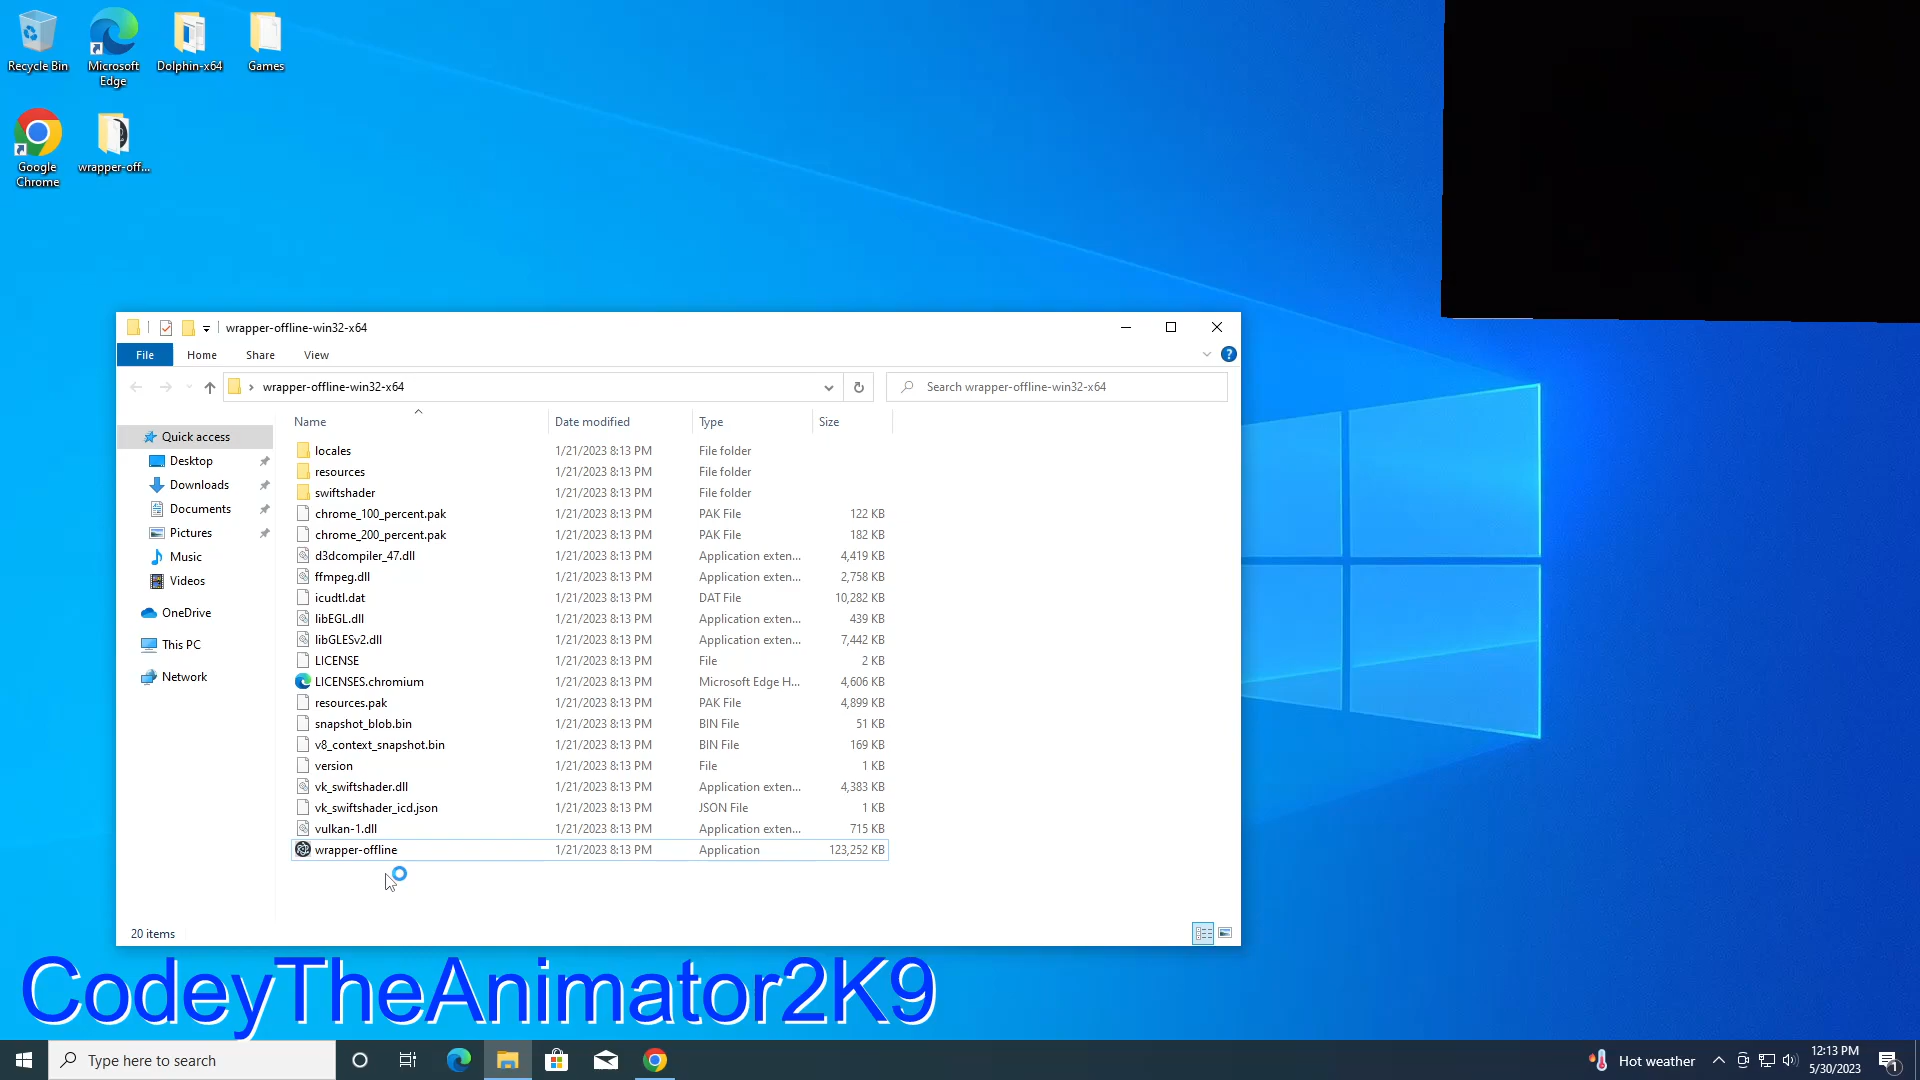 Recycle Bin
Microsoft
Edge
Dolphin-x64
Games
Google
Chrome
wrapper-off...
wrapper-offline-win32-x64
File
Home
Share
View
wrapper-offline-win32-x64
Search wrapper-offline-win32-x64
Name
Date modified
Type
Size
Quick access
Desktop
Downloads
Documents
Pictures
Music
Videos
OneDrive
This PC
Network
locales 1/21/2023 8:13 PM File folder
resources 1/21/2023 8:13 PM File folder
swiftshader 1/21/2023 8:13 PM File folder
chrome_100_percent.pak 1/21/2023 8:13 PM PAK File 122 KB
chrome_200_percent.pak 1/21/2023 8:13 PM PAK File 182 KB
d3dcompiler_47.dll 1/21/2023 8:13 PM Application exten... 4,419 KB
ffmpeg.dll 1/21/2023 8:13 PM Application exten... 2,758 KB
icudtl.dat 1/21/2023 8:13 PM DAT File 10,282 KB
libEGL.dll 1/21/2023 8:13 PM Application exten... 439 KB
libGLESv2.dll 1/21/2023 8:13 PM Application exten... 7,442 KB
LICENSE 1/21/2023 8:13 PM File 2 KB
LICENSES.chromium 1/21/2023 8:13 PM Microsoft Edge H... 4,606 KB
resources.pak 1/21/2023 8:13 PM PAK File 4,899 KB
snapshot_blob.bin 1/21/2023 8:13 PM BIN File 51 KB
v8_context_snapshot.bin 1/21/2023 8:13 PM BIN File 169 KB
version 1/21/2023 8:13 PM File 1 KB
vk_swiftshader.dll 1/21/2023 8:13 PM Application exten... 4,383 KB
vk_swiftshader_icd.json 1/21/2023 8:13 PM JSON File 1 KB
vulkan-1.dll 1/21/2023 8:13 PM Application exten... 715 KB
wrapper-offline 1/21/2023 8:13 PM Application 123,252 KB
20 items
CodeyTheAnimator2K9
Type here to search
Hot weather
12:13 PM
5/30/2023
1